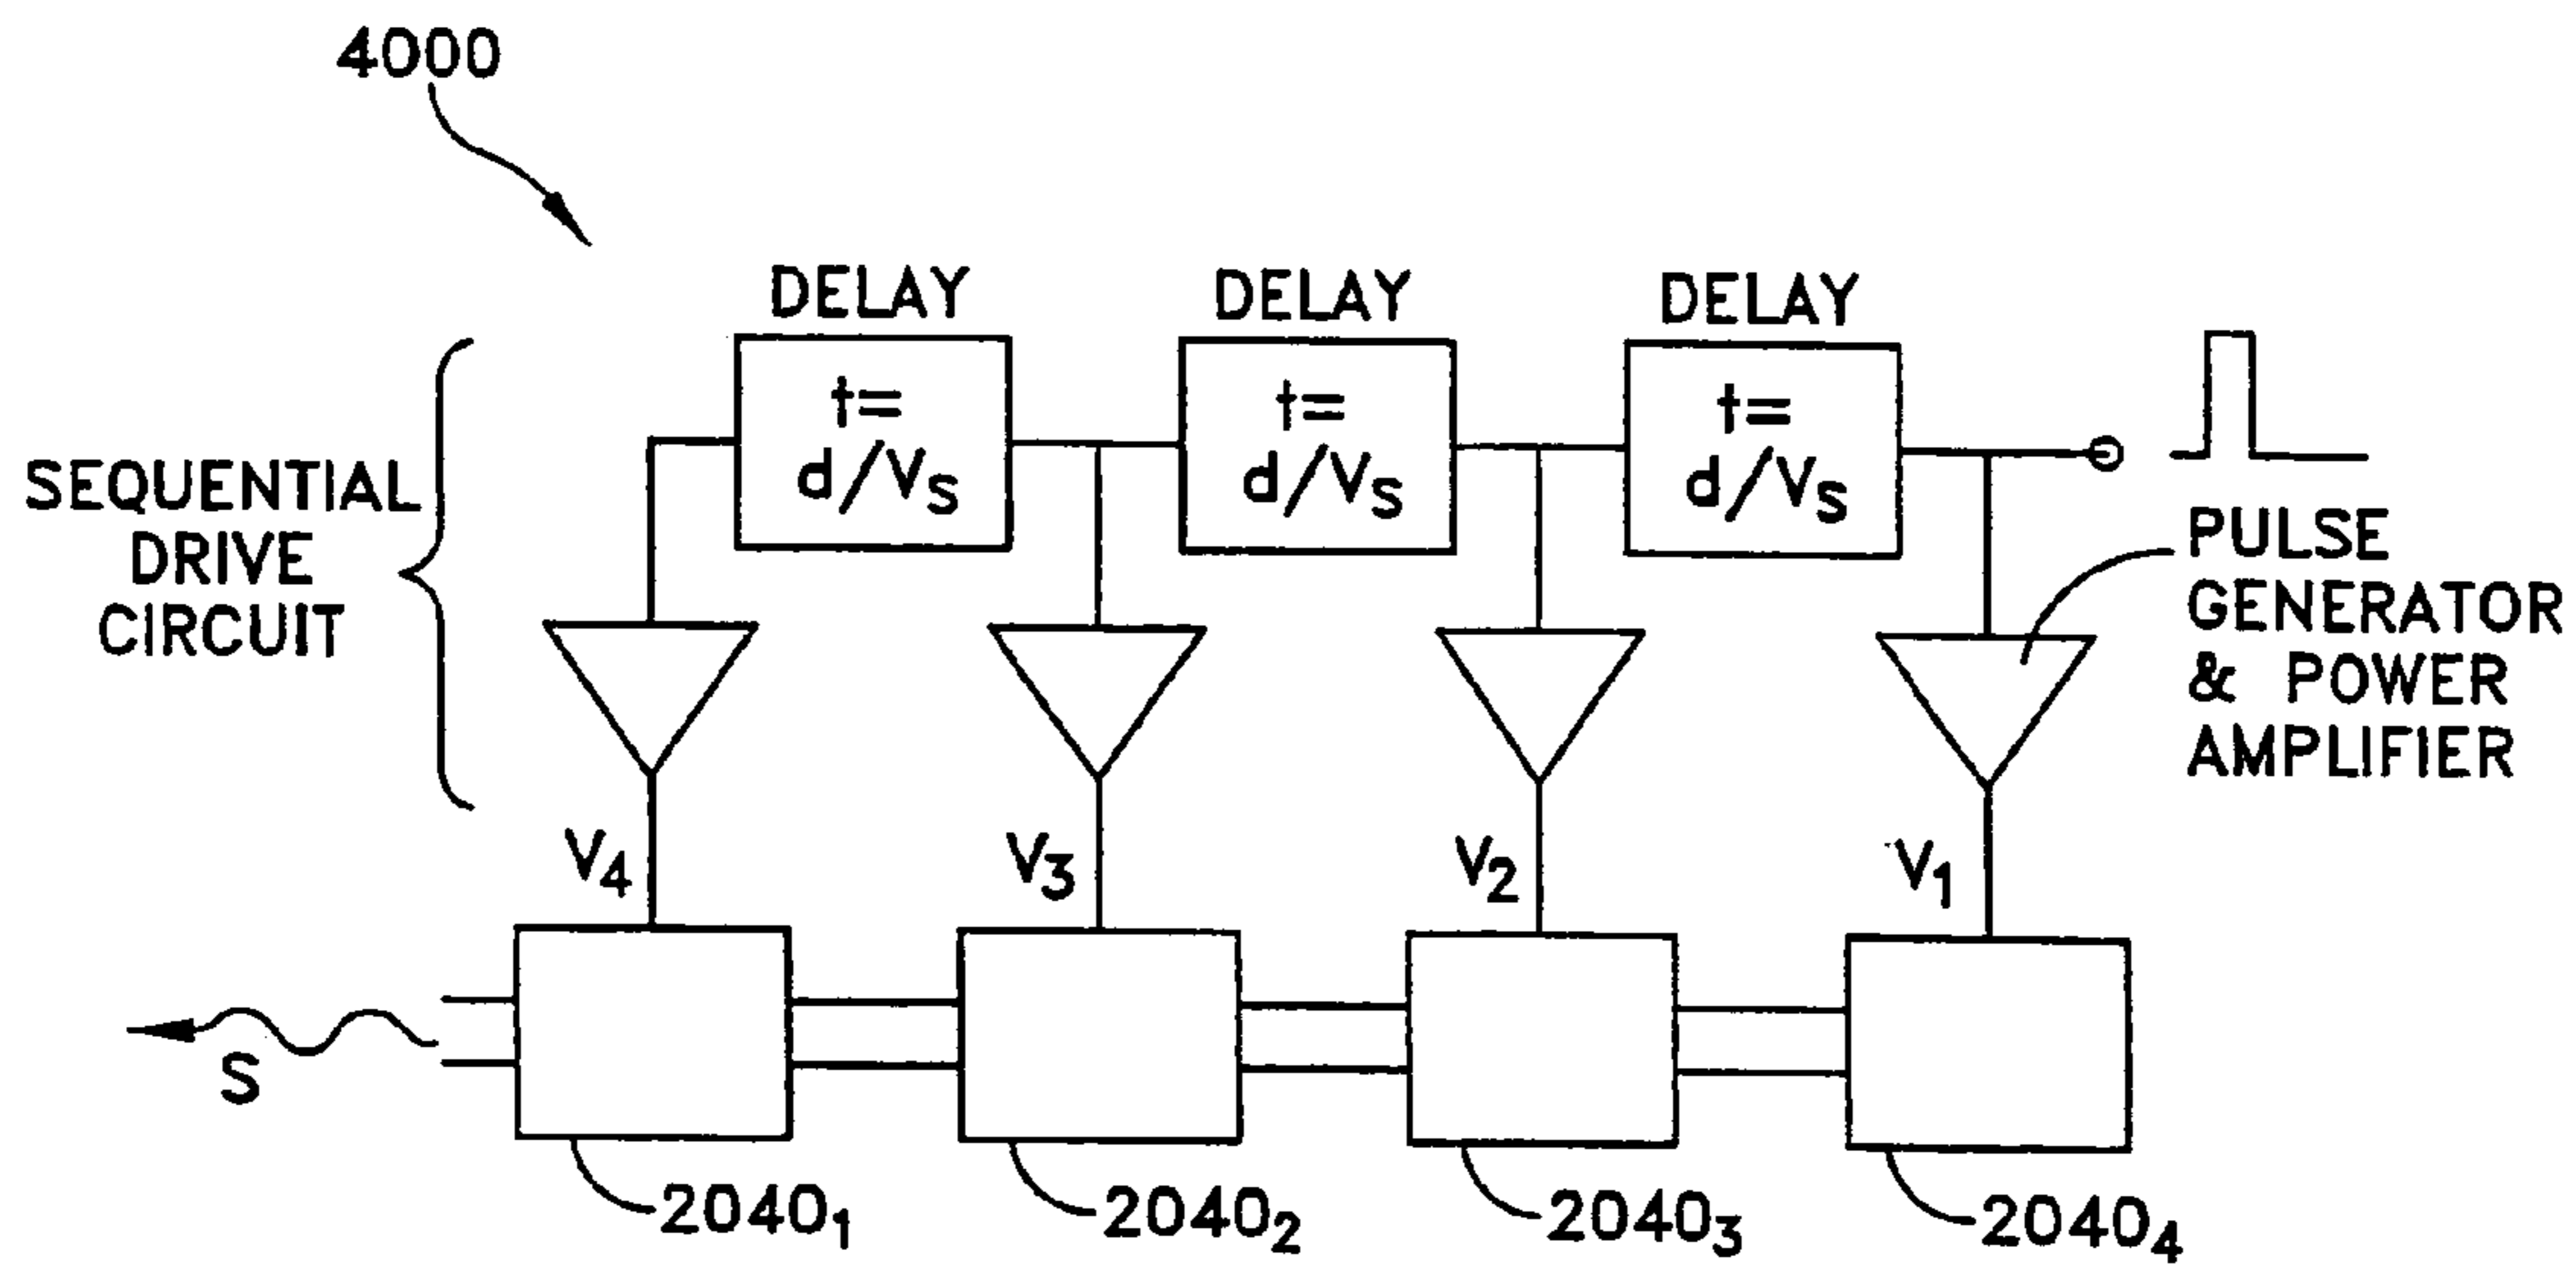 4000
DELAY
DELAY
DELAY
t=
d/VS
t=
d/VS
t=
d/VS
SEQUENTIAL
DRIVE
CIRCUIT
PULSE
GENERATOR
& POWER
AMPLIFIER
V4
V3
V2
V1
S
2040₁
2040₂
2040₃
2040₄